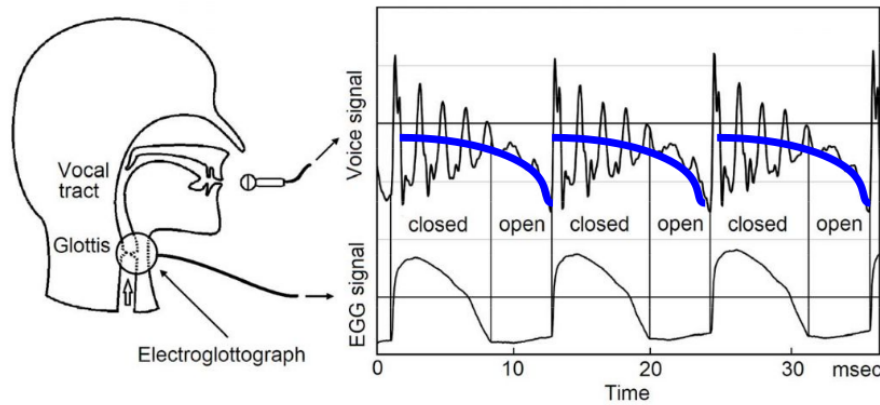 Vocal
tract
Glottis
Electroglottograph
Voice signal
closed open closed open closed open
EGG signal
0 10 20 30 msec
Time